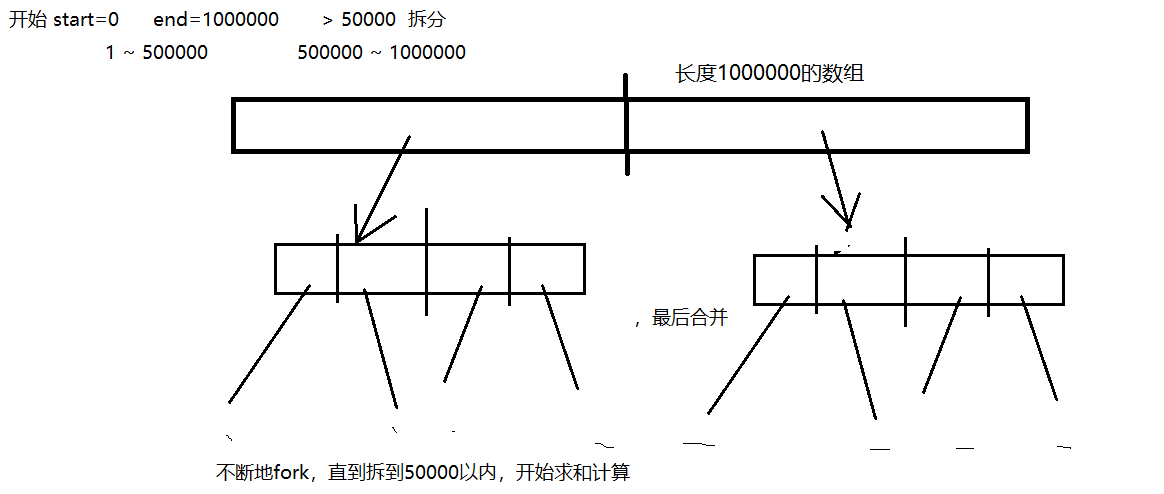 开始 start=0 end=1000000 > 50000 拆分
1 ~ 500000 500000 ~ 1000000
长度1000000的数组
，最后合并
不断地fork，直到拆到50000以内，开始求和计算